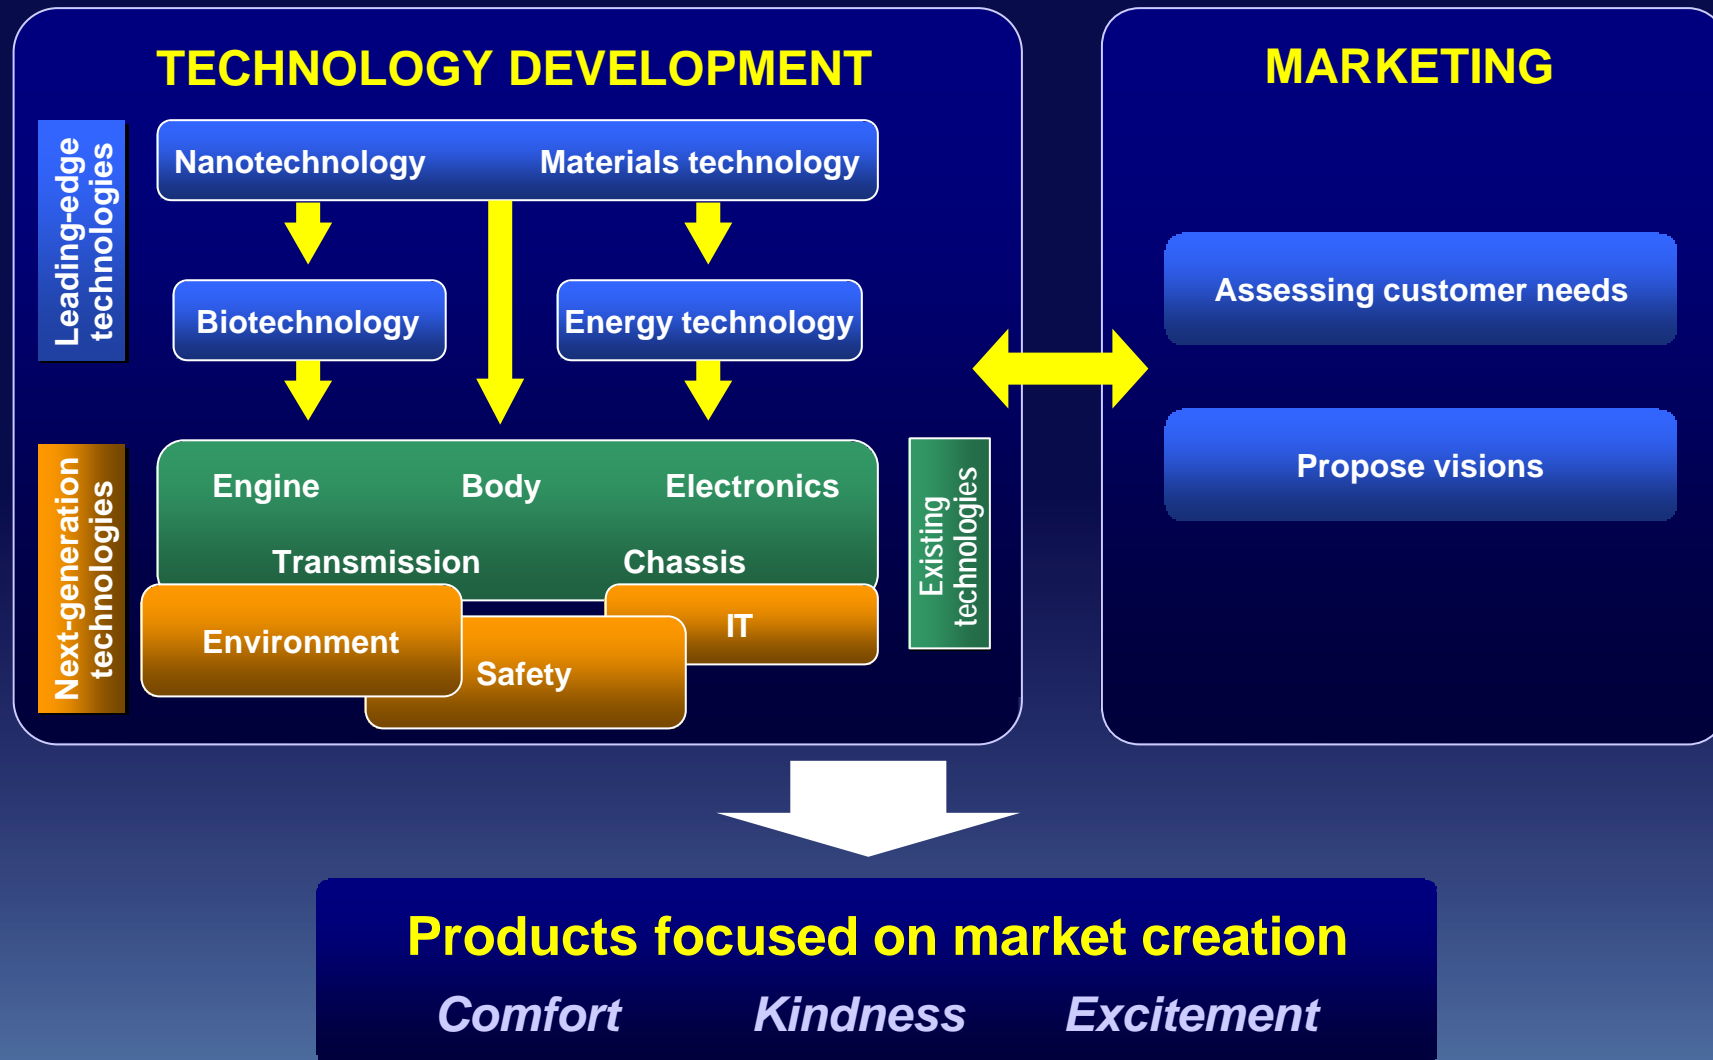 TECHNOLOGY DEVELOPMENT
Leading-edge
technologies
Nanotechnology Materials technology
Biotechnology Energy technology
Next-generation
technologies
Engine Body Electronics
Transmission Chassis
Existing
technologies
Environment
Safety
IT
MARKETING
Assessing customer needs
Propose visions
Products focused on market creation
Comfort Kindness Excitement